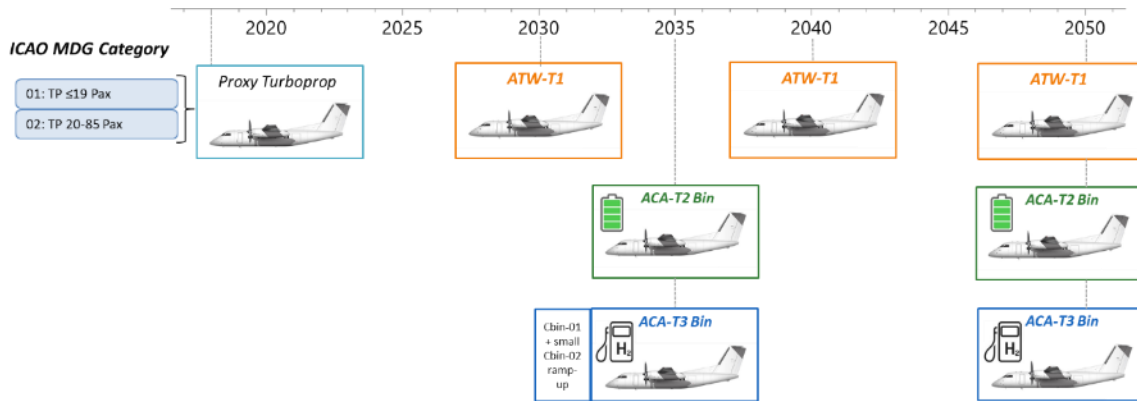 2020 2025 2030 2035 2040 2045 2050
ICAO MDG Category
01: TP ≤19 Pax
02: TP 20-85 Pax
Proxy Turboprop
ATW-T1
ATW-T1
ATW-T1
ACA-T2 Bin
ACA-T2 Bin
Cbin-01
+ small
Cbin-02
ramp-
up
ACA-T3 Bin
H₂
ACA-T3 Bin
H₂